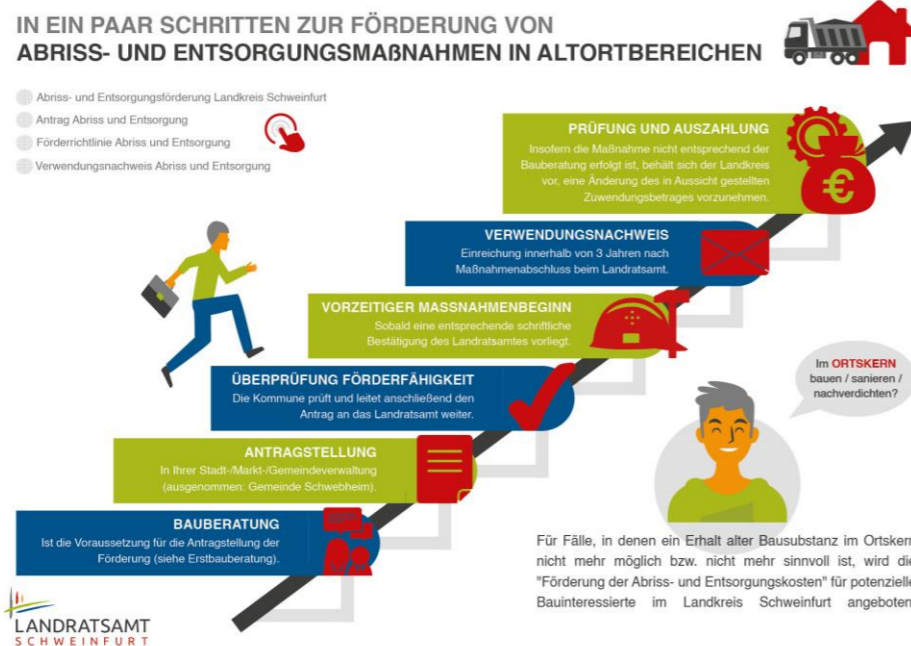 IN EIN PAAR SCHRITTEN ZUR FÖRDERUNG VON
ABRISS- UND ENTSORGUNGSMAßNAHMEN IN ALTORTBEREICHEN
Abriss- und Entsorgungsförderung Landkreis Schweinfurt
Antrag Abriss und Entsorgung
Förderrichtlinie Abriss und Entsorgung
Verwendungsnachweis Abriss und Entsorgung
PRÜFUNG UND AUSZAHLUNG
Insofern die Maßnahme nicht entsprechend der
Bauberatung erfolgt ist, behält sich der Landkreis
vor, eine Änderung des in Aussicht gestellten
Zuwendungsbetrages vorzunehmen.
€
VERWENDUNGSNACHWEIS
Einreichung innerhalb von 3 Jahren nach
Maßnahmenabschluss beim Landratsamt.
VORZEITIGER MASSNAHMENBEGINN
Sobald eine entsprechende schriftliche
Bestätigung des Landratsamtes vorliegt.
ÜBERPRÜFUNG FÖRDERFÄHIGKEIT
Die Kommune prüft und leitet anschließend den
Antrag an das Landratsamt weiter.
ANTRAGSTELLUNG
In Ihrer Stadt-/Markt-/Gemeindeverwaltung
(ausgenommen: Gemeinde Schwebheim).
BAUBERATUNG
Ist die Voraussetzung für die Antragstellung der
Förderung (siehe Erstbauberatung).
Im ORTSKERN
bauen / sanieren /
nachverdichten?
Für Fälle, in denen ein Erhalt alter Bausubstanz im Ortskern
nicht mehr möglich bzw. nicht mehr sinnvoll ist, wird die
"Förderung der Abriss- und Entsorgungskosten" für potenzielle
Bauinteressierte im Landkreis Schweinfurt angeboten.
LANDRATSAMT
SCHWEINFURT